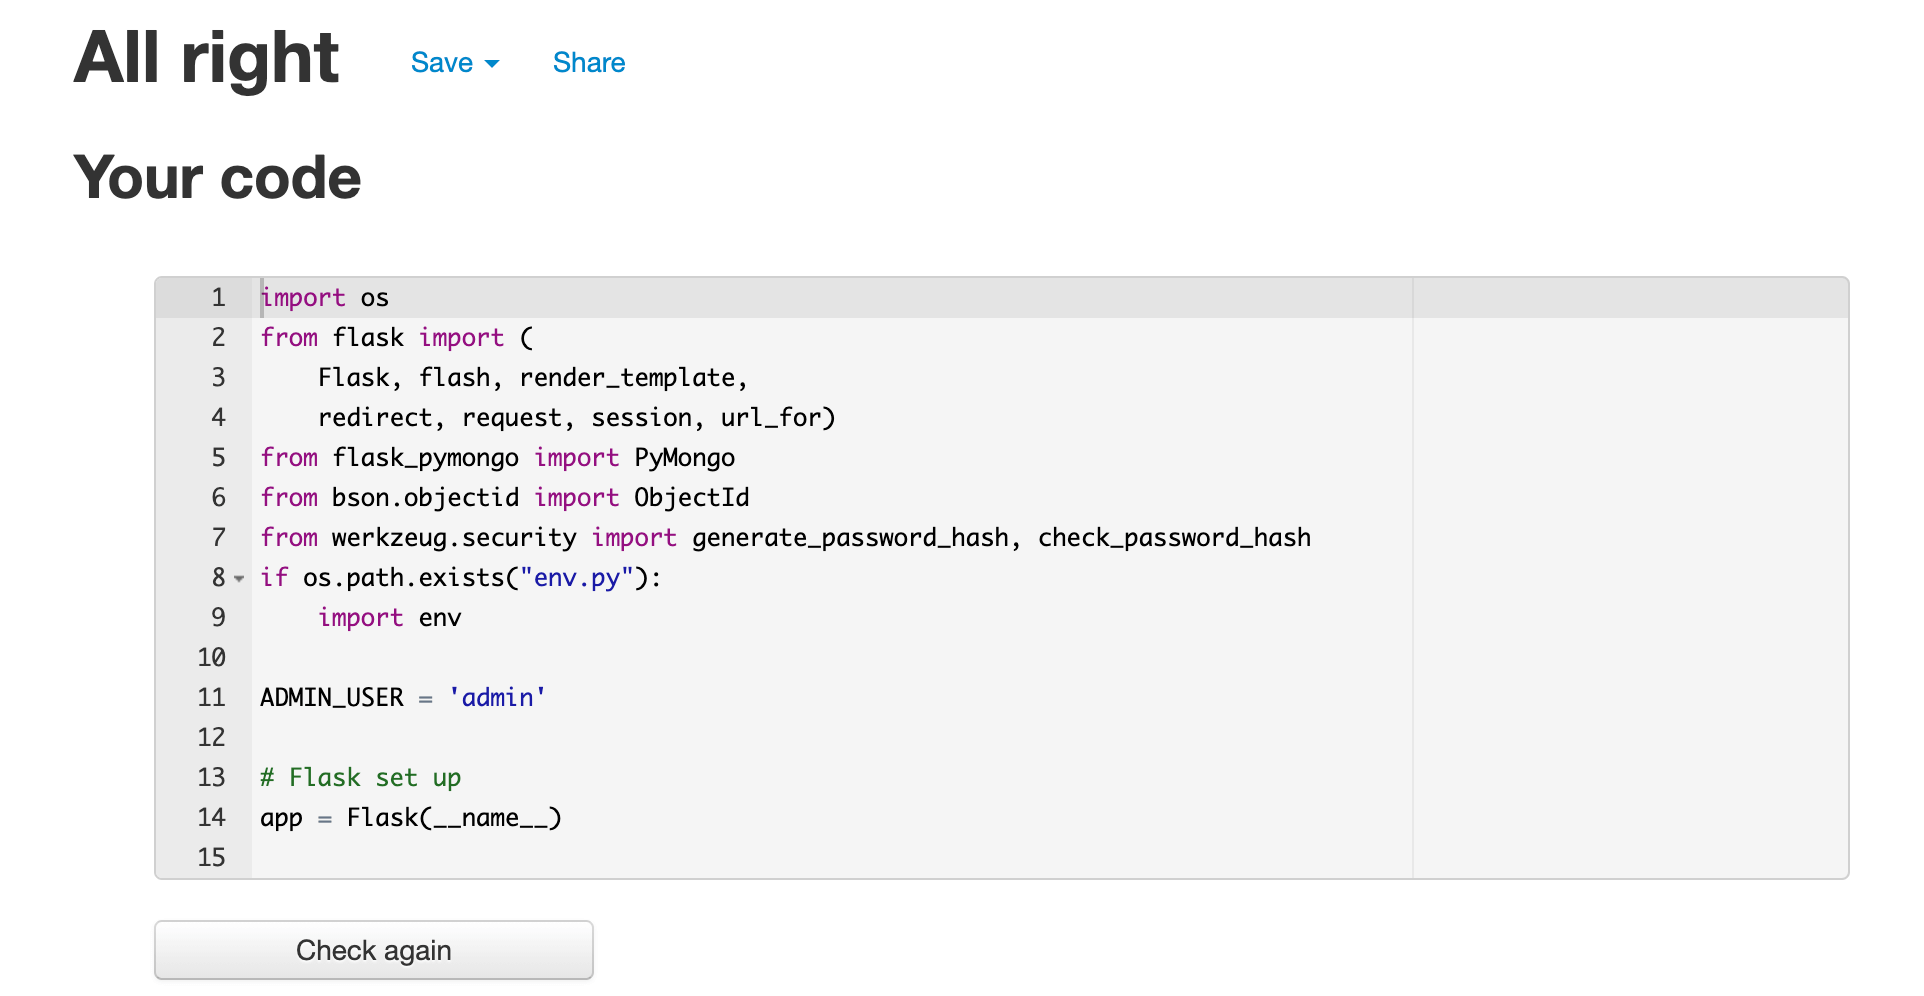 All right
Save
Share
Your code
1 import os
2 from flask import (
3     Flask, flash, render_template,
4     redirect, request, session, url_for)
5 from flask_pymongo import PyMongo
6 from bson.objectid import ObjectId
7 from werkzeug.security import generate_password_hash, check_password_hash
8 if os.path.exists("env.py"):
9     import env
10
11 ADMIN_USER = 'admin'
12
13 # Flask set up
14 app = Flask(__name__)
15
Check again